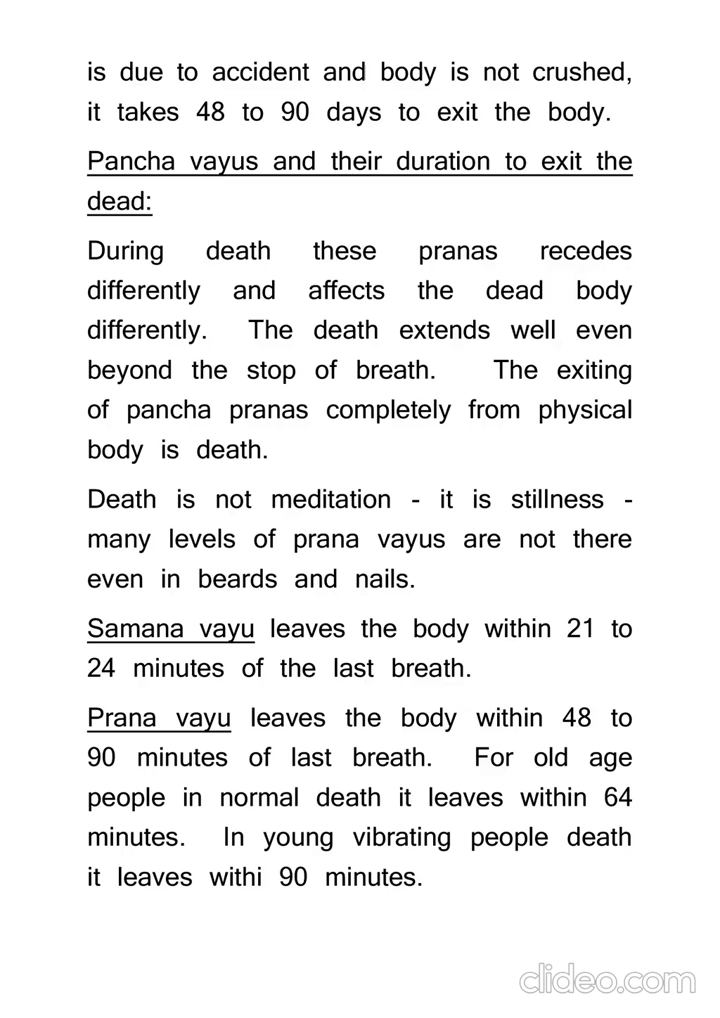 is due to accident and body is not crushed,
it takes 48 to 90 days to exit the body.
Pancha vayus and their duration to exit the
dead:
During death these pranas recedes
differently and affects the dead body
differently. The death extends well even
beyond the stop of breath. The exiting
of pancha pranas completely from physical
body is death.
Death is not meditation - it is stillness -
many levels of prana vayus are not there
even in beards and nails.
Samana vayu leaves the body within 21 to
24 minutes of the last breath.
Prana vayu leaves the body within 48 to
90 minutes of last breath. For old age
people in normal death it leaves within 64
minutes. In young vibrating people death
it leaves withi 90 minutes.
clideo.com